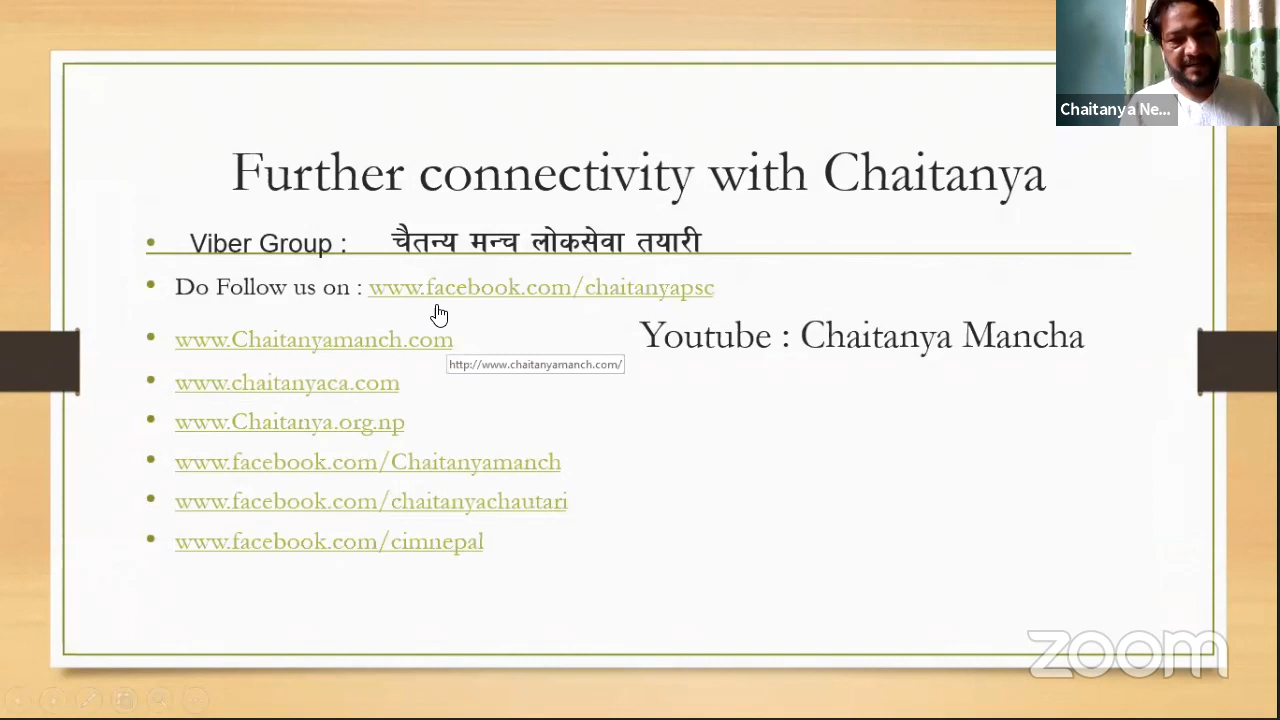 Chaitanya Ne...
Further connectivity with Chaitanya
• Viber Group : चैतन्य मन्च लोकसेवा तयारी
• Do Follow us on : www.facebook.com/chaitanyapsc
• www.Chaitanyamanch.com
Youtube : Chaitanya Mancha
http://www.chaitanyamanch.com/
• www.chaitanyaca.com
• www.Chaitanya.org.np
• www.facebook.com/Chaitanyamanch
• www.facebook.com/chaitanyachautari
• www.facebook.com/cimnepal
zoom